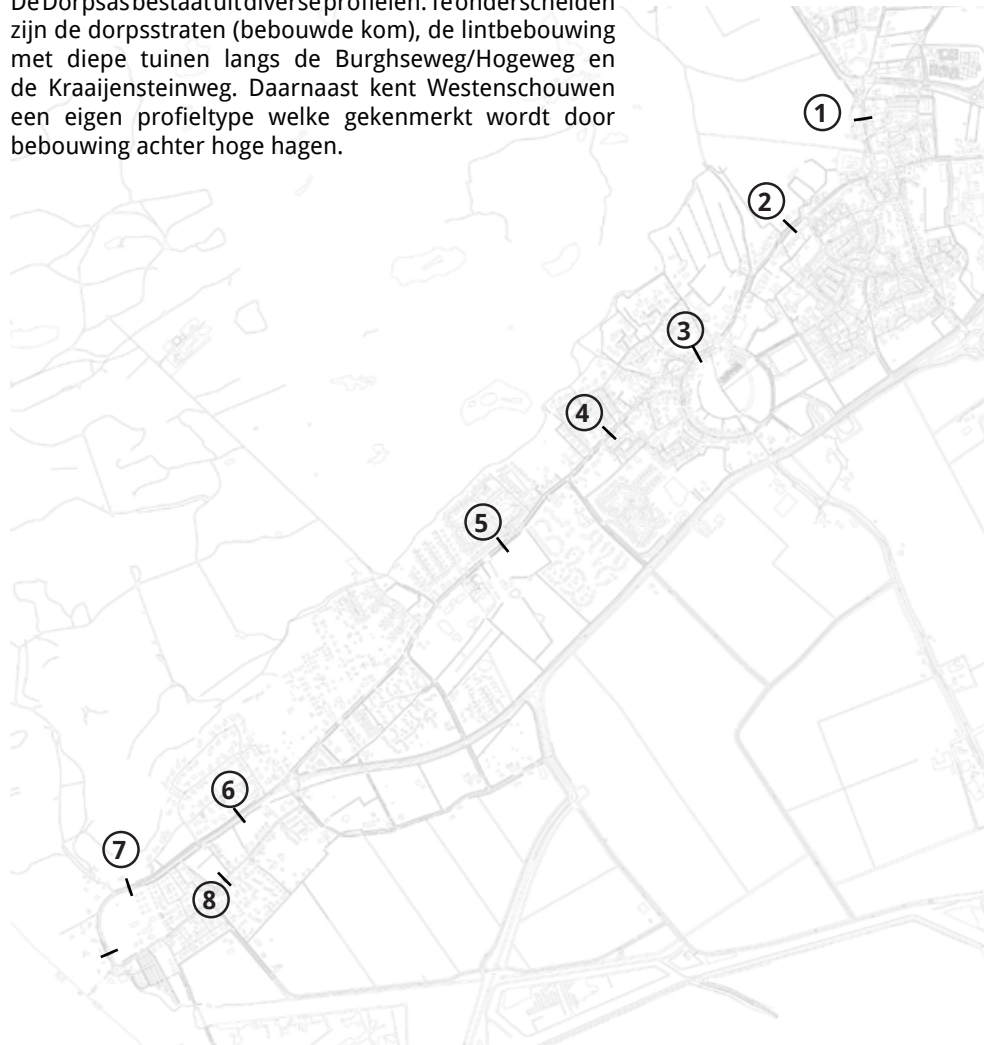 De Dorpsas bestaat uit diverse profielen. Te onderscheiden
zijn de dorpsstraten (bebouwde kom), de lintbebouwing
met diepe tuinen langs de Burghseweg/Hogeweg en
de Kraaijensteinweg. Daarnaast kent Westenschouwen
een eigen profieltype welke gekenmerkt wordt door
bebouwing achter hoge hagen.
1
2
3
4
5
6
7
8